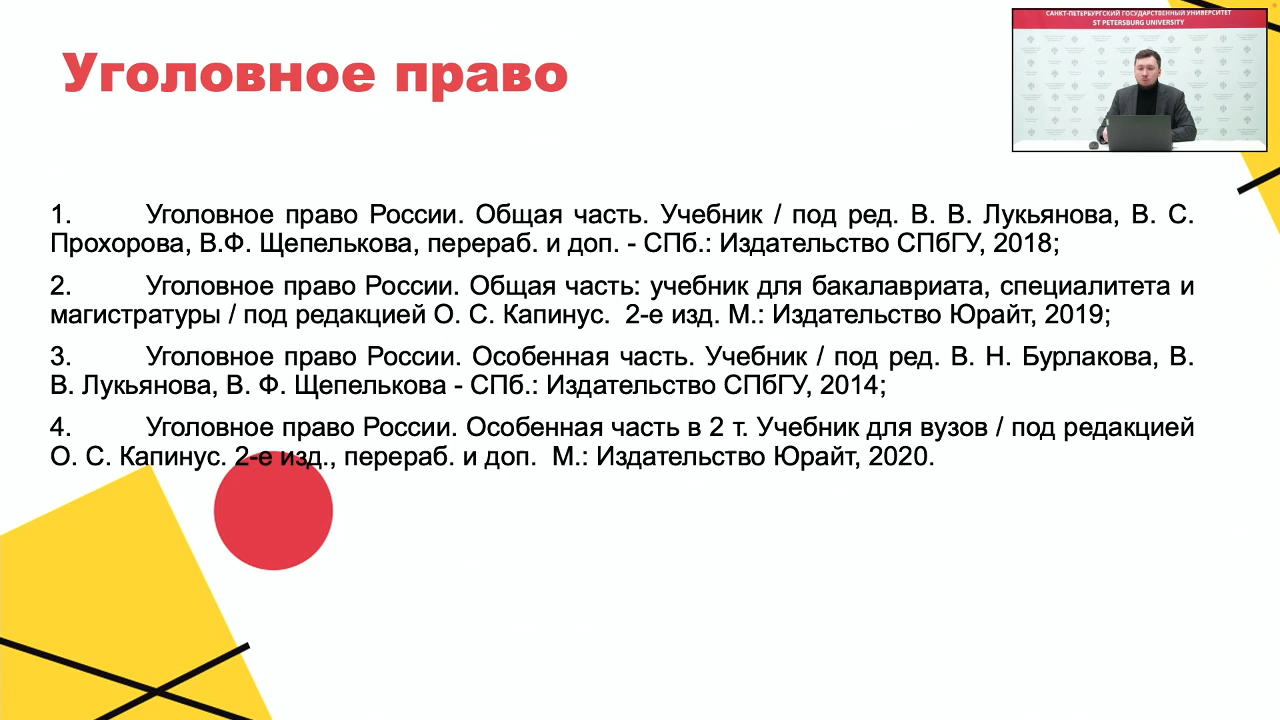 САНКТ-ПЕТЕРБУРГСКИЙ ГОСУДАРСТВЕННЫЙ УНИВЕРСИТЕТ
ST PETERSBURG UNIVERSITY
Уголовное право
1. Уголовное право России. Общая часть. Учебник / под ред. В. В. Лукьянова, В. С.
Прохорова, В.Ф. Щепелькова, перераб. и доп. - СПб.: Издательство СПбГУ, 2018;
2. Уголовное право России. Общая часть: учебник для бакалавриата, специалитета и
магистратуры / под редакцией О. С. Капинус.  2-е изд. М.: Издательство Юрайт, 2019;
3. Уголовное право России. Особенная часть. Учебник / под ред. В. Н. Бурлакова, В.
В. Лукьянова, В. Ф. Щепелькова - СПб.: Издательство СПбГУ, 2014;
4. Уголовное право России. Особенная часть в 2 т. Учебник для вузов / под редакцией
О. С. Капинус. 2-е изд., перераб. и доп.  М.: Издательство Юрайт, 2020.